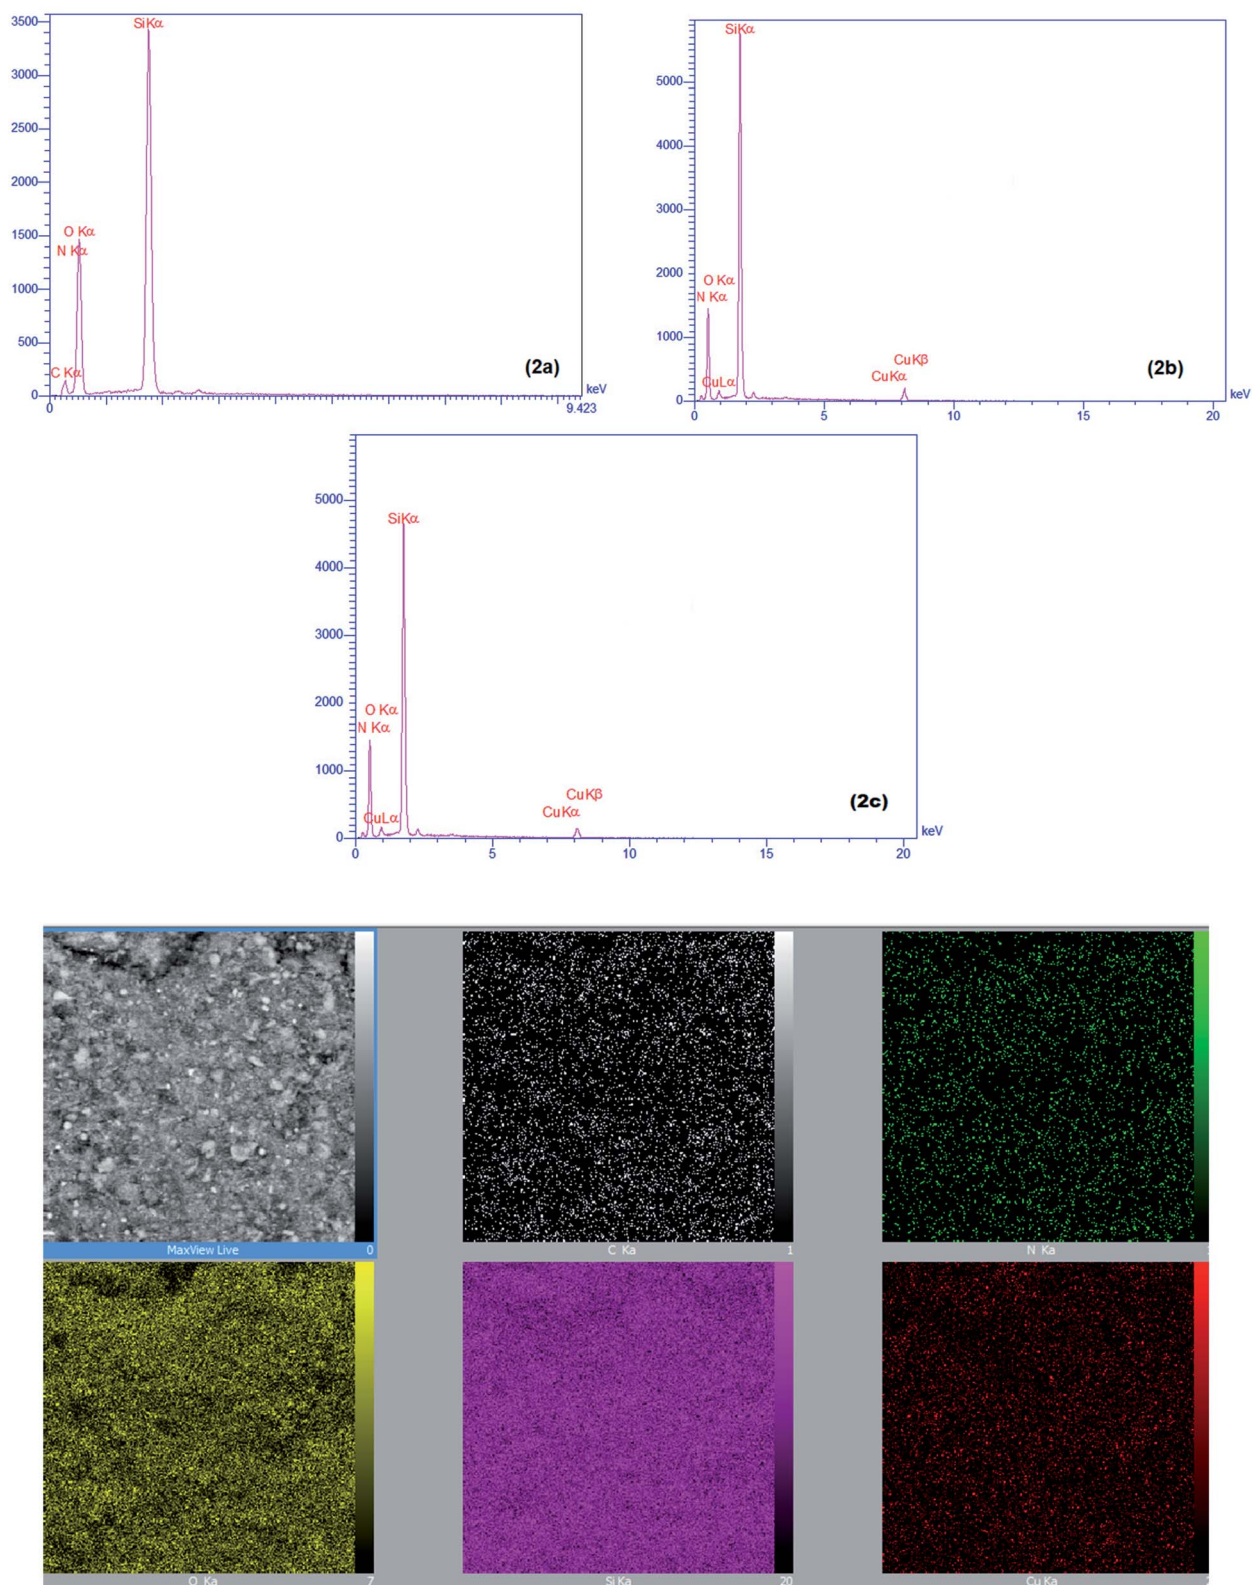 3500
SiKα
3000
2500
2000
1500
O Kα
N Kα
1000
500
C Kα
0
0
9.423
keV
(2a)
SiKα
5000
4000
3000
2000
O Kα
N Kα
1000
CuLα
0
CuKβ
CuKα
(2b)
keV
0 5 10 15 20
5000
SiKα
4000
3000
2000
O Kα
N Kα
1000
CuLα
0
CuKβ
CuKα
(2c)
keV
0 5 10 15 20
MaxView Live 0
C Ka 1
N Ka
O Ka 7
Si Ka 20
Cu Ka